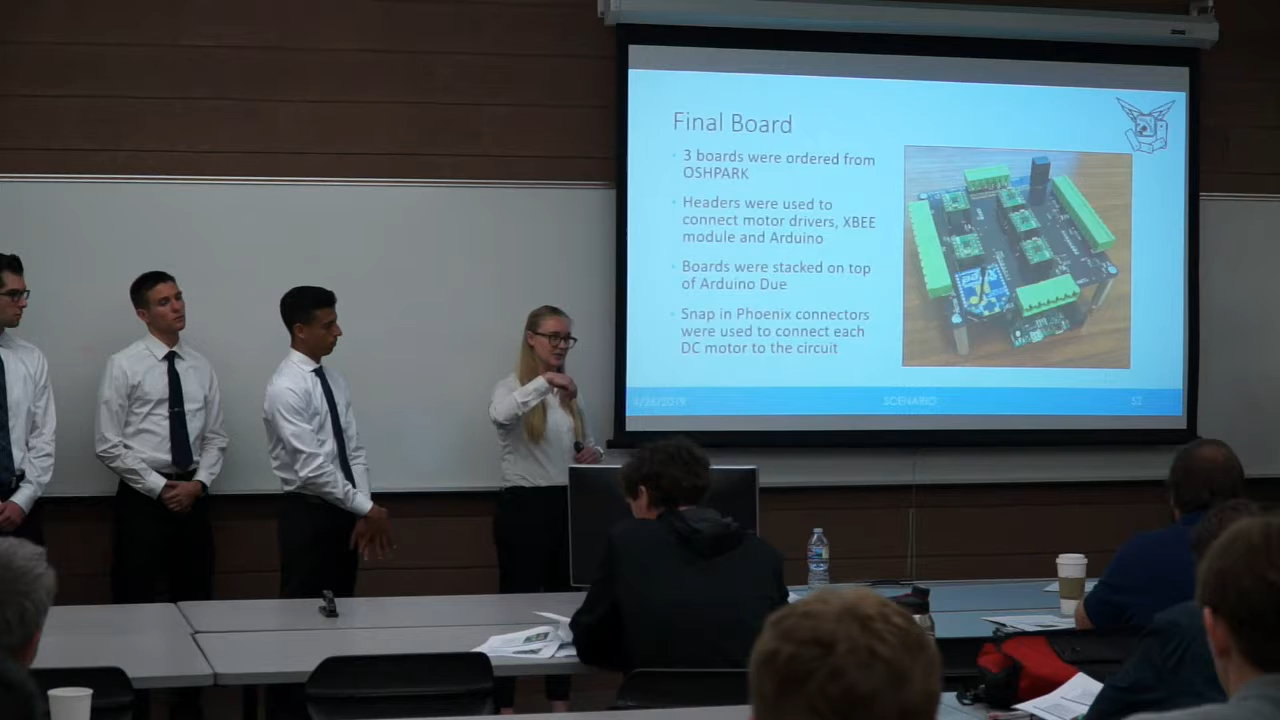 Final Board
3 boards were ordered from
OSHPARK
Headers were used to
connect motor drivers, XBEE
module and Arduino
Boards were stacked on top
of Arduino Due
Snap in Phoenix connectors
were used to connect each
DC motor to the circuit
SCENARIO